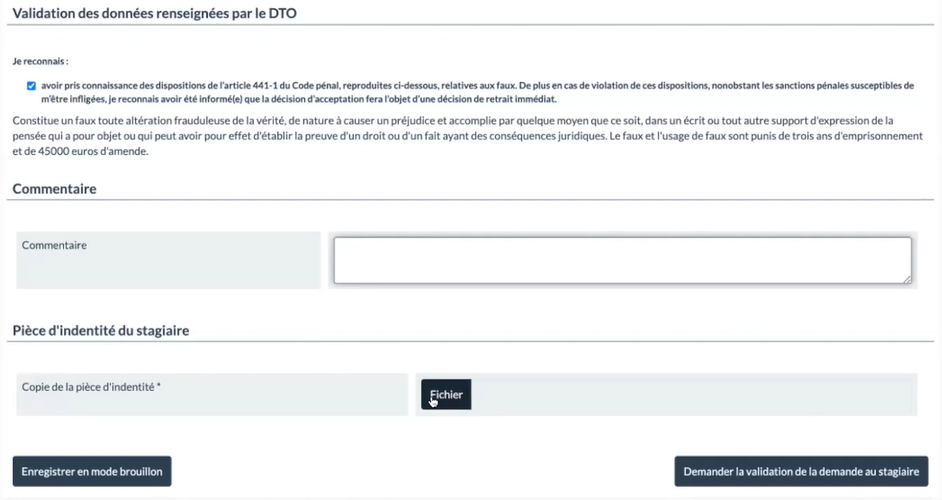 Validation des données renseignées par le DTO
Je reconnais :
avoir pris connaissance des dispositions de l'article 441-1 du Code pénal, reproduites ci-dessous, relatives aux faux. De plus en cas de violation de ces dispositions, nonobstant les sanctions pénales susceptibles de
m'être infligées, je reconnais avoir été informé(e) que la décision d'acceptation fera l'objet d'une décision de retrait immédiat.
Constitue un faux toute altération frauduleuse de la vérité, de nature à causer un préjudice et accomplie par quelque moyen que ce soit, dans un écrit ou tout autre support d'expression de la
pensée qui a pour objet ou qui peut avoir pour effet d'établir la preuve d'un droit ou d'un fait ayant des conséquences juridiques. Le faux et l'usage de faux sont punis de trois ans d'emprisonnement
et de 45000 euros d'amende.
Commentaire
Commentaire
Pièce d'identité du stagiaire
Copie de la pièce d'identité *
Fichier
Enregistrer en mode brouillon
Demander la validation de la demande au stagiaire